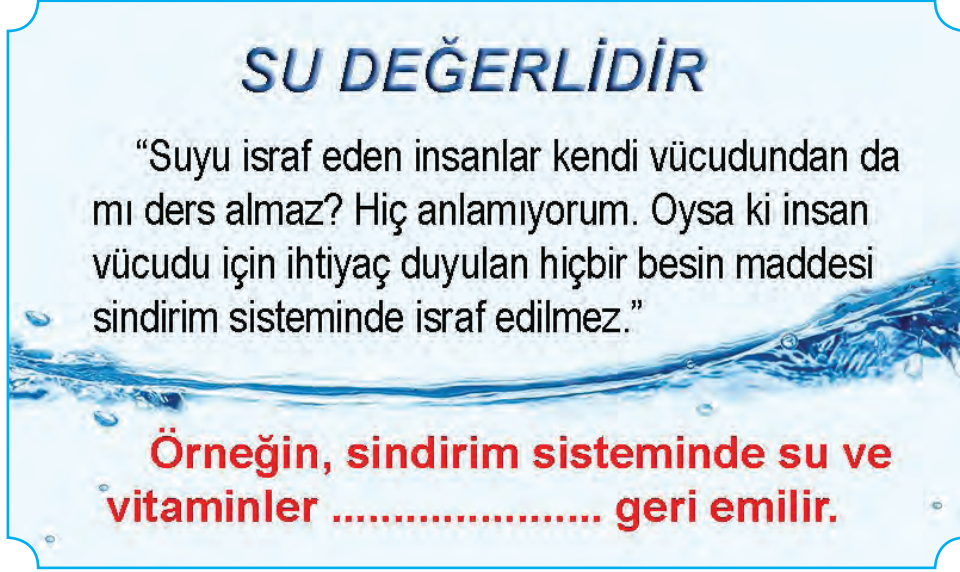 SU DEĞERLİDİR
“Suyu israf eden insanlar kendi vücudundan da
mı ders almaz? Hiç anlamıyorum. Oysa ki insan
vücudu için ihtiyaç duyulan hiçbir besin maddesi
sindirim sisteminde israf edilmez.”
Örneğin, sindirim sisteminde su ve
vitaminler ...................... geri emilir.